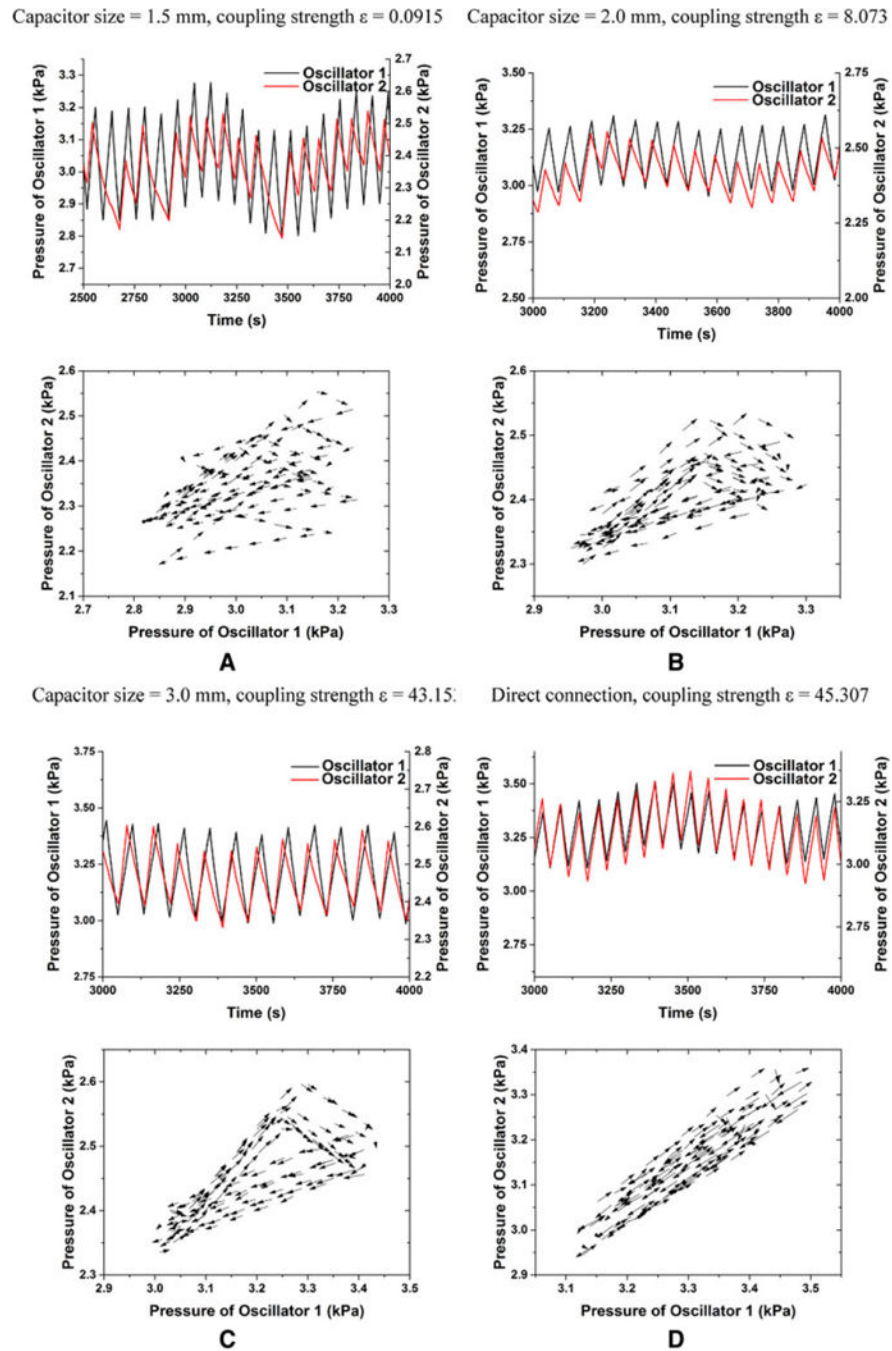 Capacitor size = 1.5 mm, coupling strength ε = 0.0915
Capacitor size = 2.0 mm, coupling strength ε = 8.073
Pressure of Oscillator 1 (kPa)
3.3
3.2
3.1
3.0
2.9
2.8
2.7
Oscillator 1
Oscillator 2
2.7
2.6
2.5
2.4
2.3
2.2
2.1
2.0
Pressure of Oscillator 2 (kPa)
2500 2750 3000 3250 3500 3750 4000
Time (s)
Pressure of Oscillator 1 (kPa)
3.50
3.25
3.00
2.75
2.50
Oscillator 1
Oscillator 2
2.75
2.50
2.25
2.00
Pressure of Oscillator 2 (kPa)
3000 3200 3400 3600 3800 4000
Time (s)
Pressure of Oscillator 2 (kPa)
2.6
2.5
2.4
2.3
2.2
2.1
2.7 2.8 2.9 3.0 3.1 3.2 3.3
Pressure of Oscillator 1 (kPa)
A
Pressure of Oscillator 2 (kPa)
2.6
2.5
2.4
2.3
2.9 3.0 3.1 3.2 3.3
Pressure of Oscillator 1 (kPa)
B
Capacitor size = 3.0 mm, coupling strength ε = 43.15
Direct connection, coupling strength ε = 45.307
Pressure of Oscillator 1 (kPa)
3.75
3.50
3.25
3.00
2.75
Oscillator 1
Oscillator 2
2.8
2.7
2.6
2.5
2.4
2.3
2.2
Pressure of Oscillator 2 (kPa)
3000 3250 3500 3750 4000
Time (s)
Pressure of Oscillator 1 (kPa)
3.50
3.25
3.00
2.75
Oscillator 1
Oscillator 2
3.25
3.00
2.75
Pressure of Oscillator 2 (kPa)
3000 3250 3500 3750 4000
Time (s)
Pressure of Oscillator 2 (kPa)
2.6
2.5
2.4
2.3
2.9 3.0 3.1 3.2 3.3 3.4 3.5
Pressure of Oscillator 1 (kPa)
C
Pressure of Oscillator 2 (kPa)
3.4
3.3
3.2
3.1
3.0
2.9
3.1 3.2 3.3 3.4 3.5
Pressure of Oscillator 1 (kPa)
D